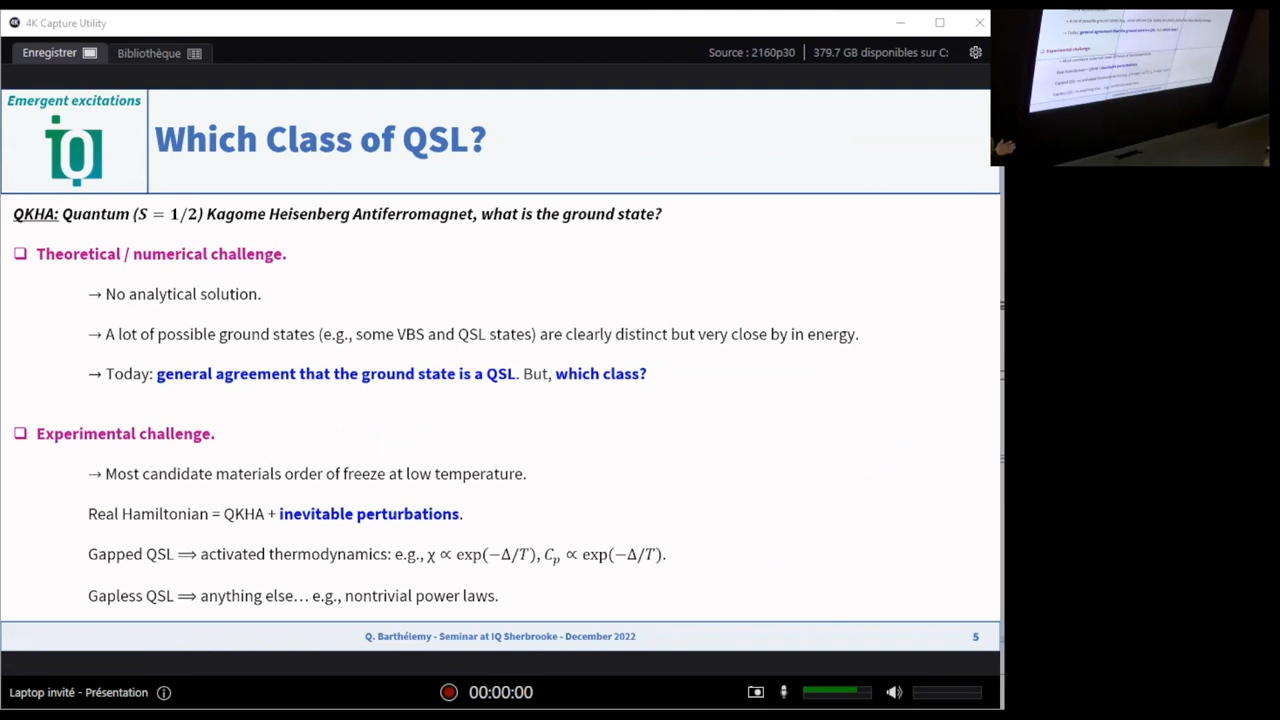 4K Capture Utility
Enregistrer
Bibliothèque
Source : 2160p30
379.7 GB disponibles sur C:
Emergent excitations
iQ
Which Class of QSL?
QKHA: Quantum (S = 1/2) Kagome Heisenberg Antiferromagnet, what is the ground state?
❑ Theoretical / numerical challenge.
→ No analytical solution.
→ A lot of possible ground states (e.g., some VBS and QSL states) are clearly distinct but very close by in energy.
→ Today: general agreement that the ground state is a QSL. But, which class?
❑ Experimental challenge.
→ Most candidate materials order of freeze at low temperature.
Real Hamiltonian = QKHA + inevitable perturbations.
Gapped QSL ⟹ activated thermodynamics: e.g., χ ∝ exp(−Δ/T), Cₚ ∝ exp(−Δ/T).
Gapless QSL ⟹ anything else… e.g., nontrivial power laws.
Q. Barthélemy - Seminar at IQ Sherbrooke - December 2022
5
Laptop invité - Présentation
00:00:00